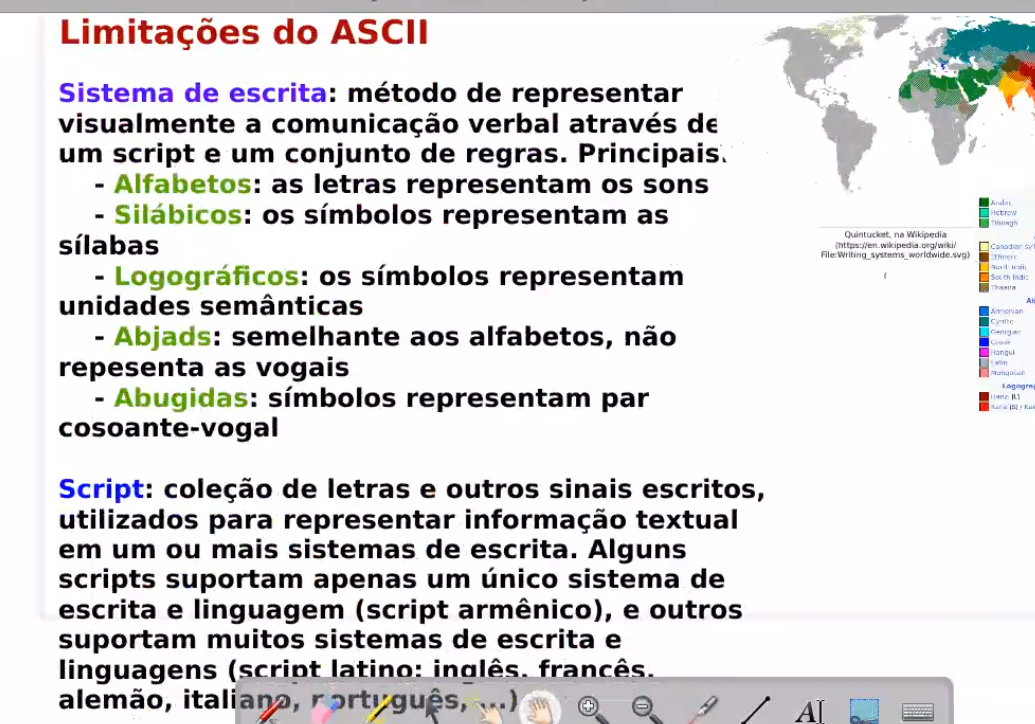 Limitações do ASCII
Sistema de escrita: método de representar
visualmente a comunicação verbal através de
um script e um conjunto de regras. Principais:
- Alfabetos: as letras representam os sons
- Silábicos: os símbolos representam as
sílabas
- Logográficos: os símbolos representam
unidades semânticas
- Abjads: semelhante aos alfabetos, não
repesenta as vogais
- Abugidas: símbolos representam par
cosoante-vogal
Script: coleção de letras e outros sinais escritos,
utilizados para representar informação textual
em um ou mais sistemas de escrita. Alguns
scripts suportam apenas um único sistema de
escrita e linguagem (script armênico), e outros
suportam muitos sistemas de escrita e
linguagens (script latino: inglês, francês,
alemão, italiano, português, ...)
Quintucket, na Wikipedia
(https://en.wikipedia.org/wiki/
File:Writing_systems_worldwide.svg)
(
Arabic
Hebrew
Tifinagh
Canadian syl
Ethiopic
North Indic
South Indic
Thaana
Armenian
Cyrillic
Georgian
Greek
Hangul
Latin
Mongolian
Logogra
AI